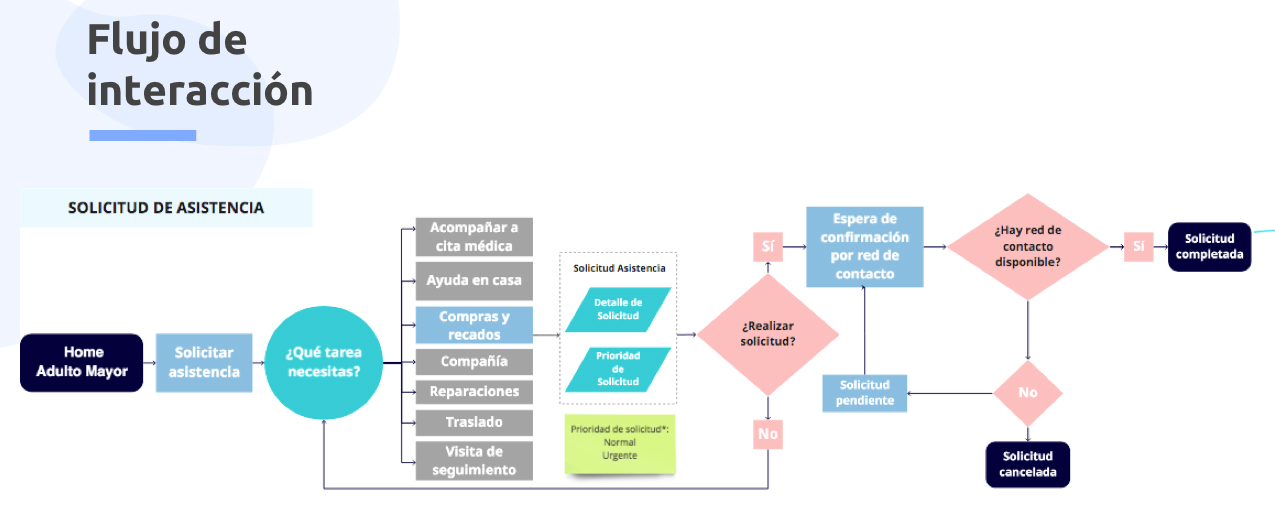 Flujo de
interacción
SOLICITUD DE ASISTENCIA
Home
Adulto Mayor
Solicitar
asistencia
¿Qué tarea
necesitas?
Acompañar a
cita médica
Ayuda en casa
Compras y
recados
Compañía
Reparaciones
Traslado
Visita de
seguimiento
Solicitud Asistencia
Detalle de
Solicitud
Prioridad
de
Solicitud
Prioridad de solicitud*:
Normal
Urgente
¿Realizar
solicitud?
Sí
No
Espera de
confirmación
por red de
contacto
¿Hay red de
contacto
disponible?
Sí
Solicitud
completada
No
Solicitud
pendiente
Solicitud
cancelada